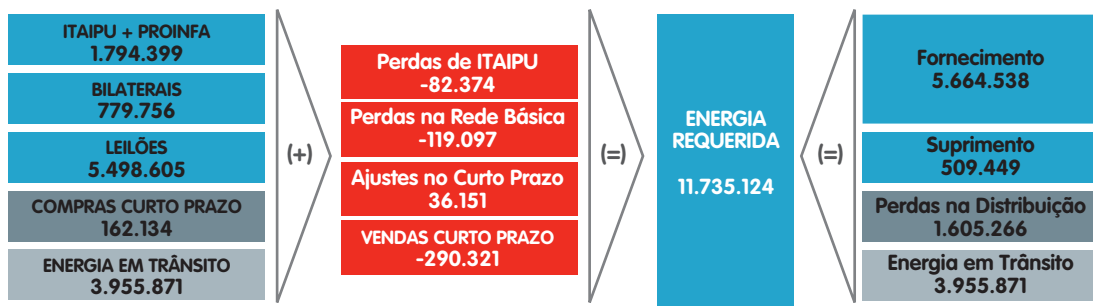 ITAIPU + PROINFA
1.794.399
BILATERAIS
779.756
LEILÕES
5.498.605
COMPRAS CURTO PRAZO
162.134
ENERGIA EM TRÂNSITO
3.955.871
(+)
Perdas de ITAIPU
-82.374
Perdas na Rede Básica
-119.097
Ajustes no Curto Prazo
36.151
VENDAS CURTO PRAZO
-290.321
(=)
ENERGIA
REQUERIDA
11.735.124
(=)
Fornecimento
5.664.538
Suprimento
509.449
Perdas na Distribuição
1.605.266
Energia em Trânsito
3.955.871